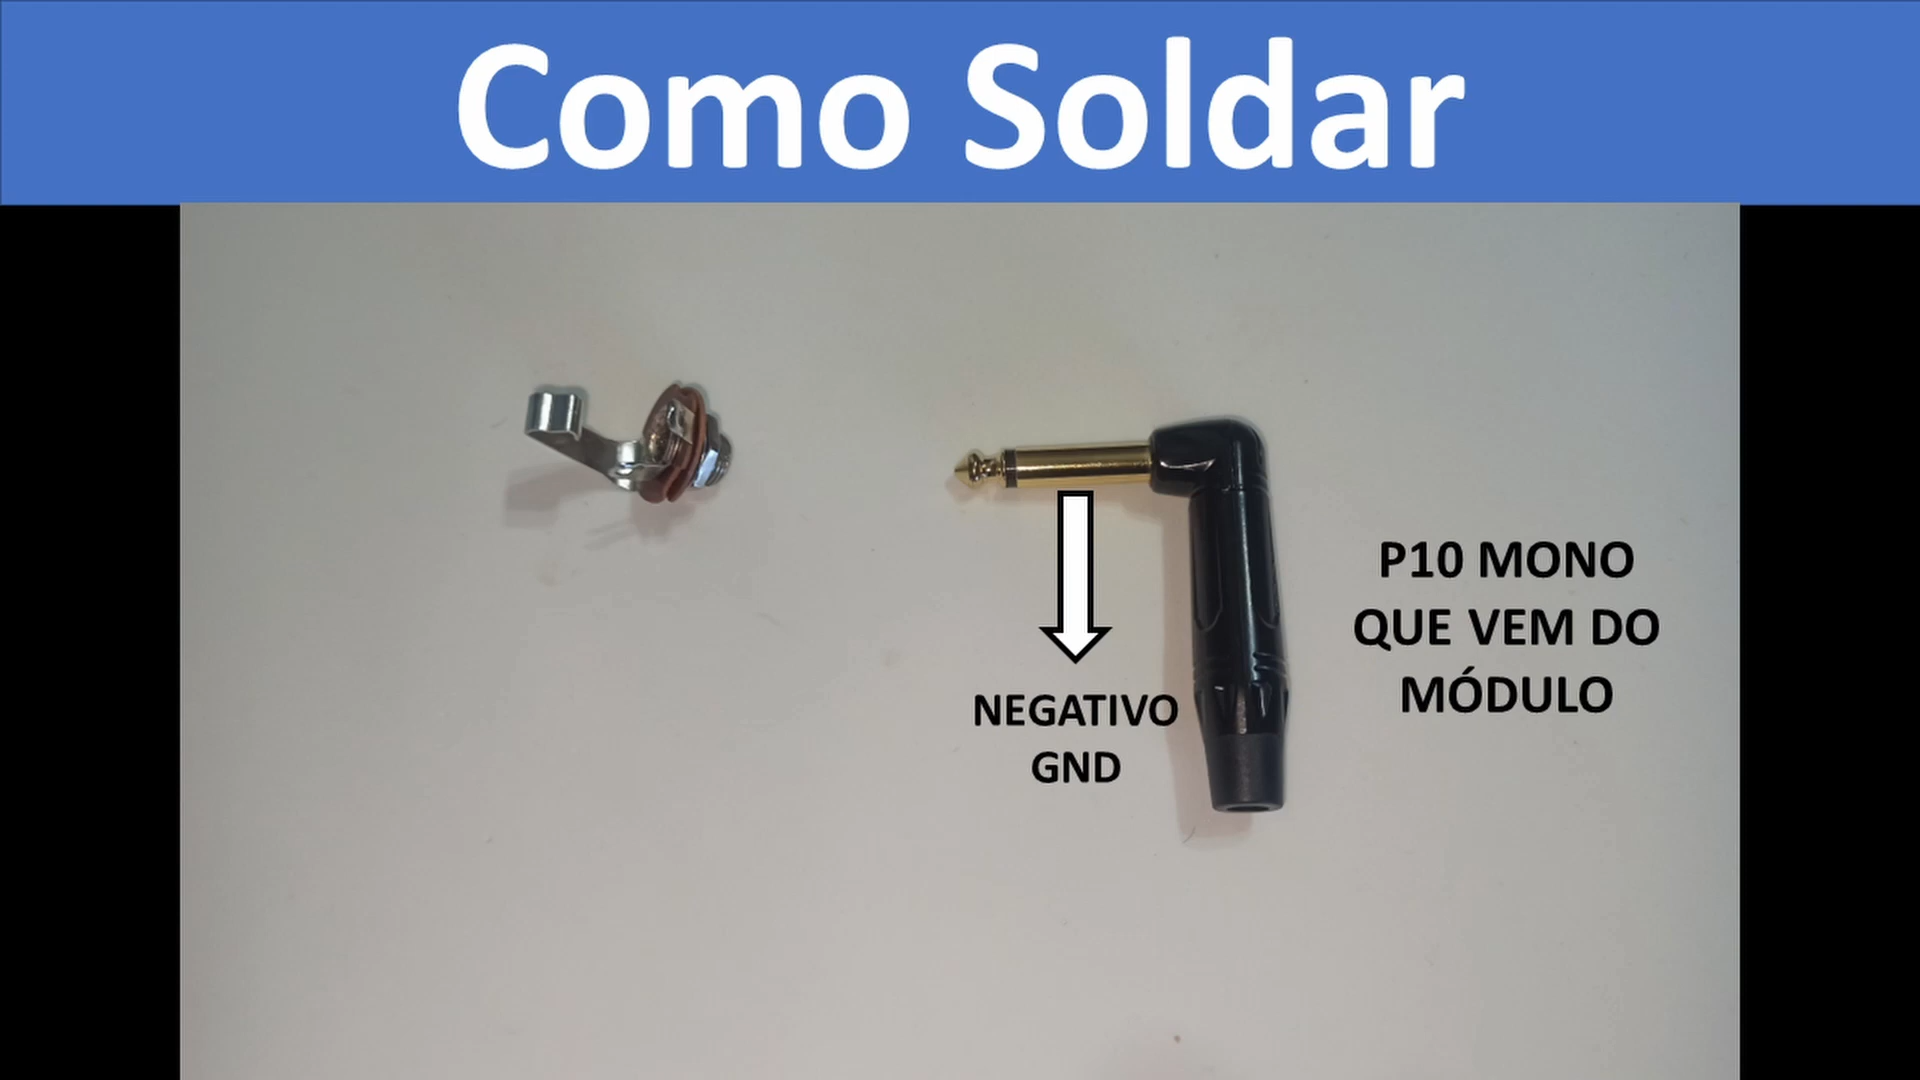 Como Soldar
P10 MONO
QUE VEM DO
MÓDULO
NEGATIVO
GND